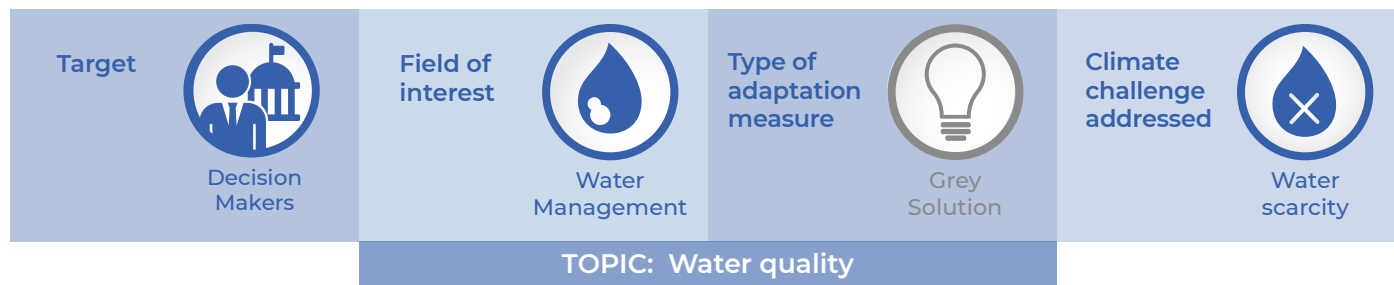 Target
Decision
Makers
Field of
interest
Water
Management
Type of
adaptation
measure
Grey
Solution
Climate
challenge
addressed
Water
scarcity
TOPIC: Water quality